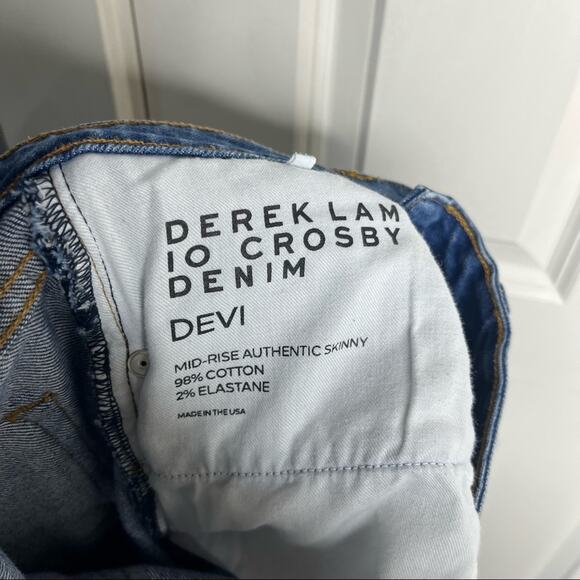 DEREK LAM
10 CROSBY
DENIM
DEVI
MID-RISE AUTHENTIC SKINNY
98% COTTON
2% ELASTANE
MADE IN THE USA